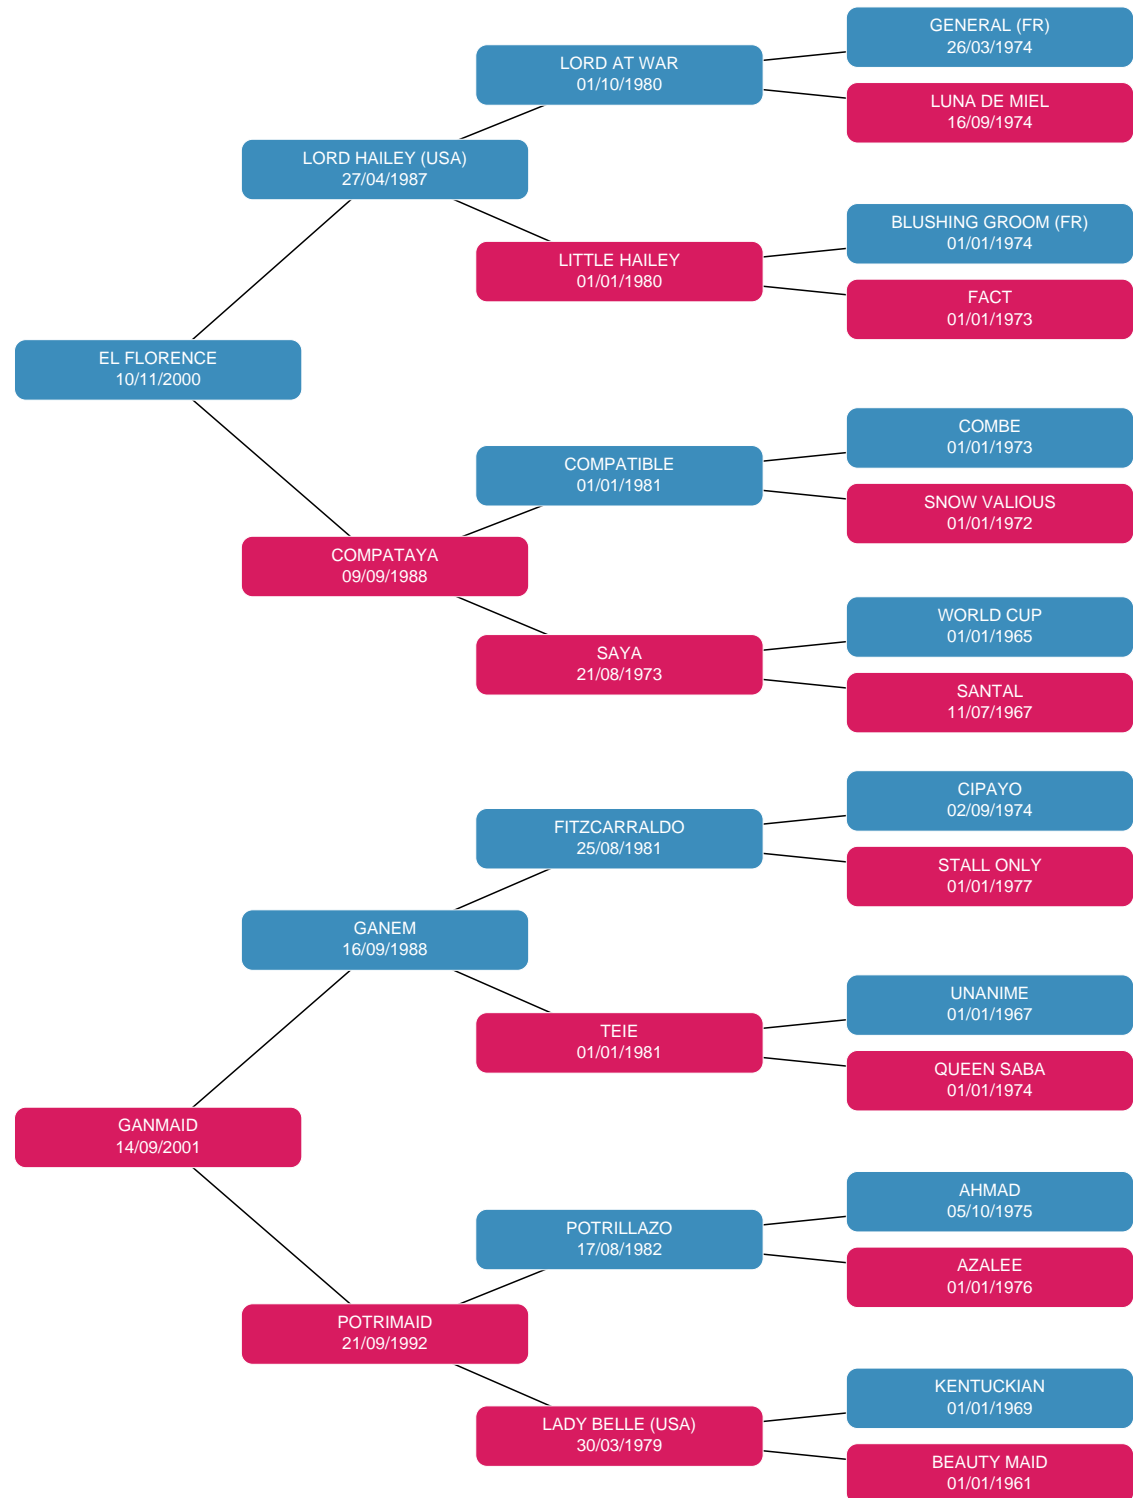 GENERAL (FR)
26/03/1974
LORD AT WAR
01/10/1980
LUNA DE MIEL
16/09/1974
LORD HAILEY (USA)
27/04/1987
BLUSHING GROOM (FR)
01/01/1974
LITTLE HAILEY
01/01/1980
FACT
01/01/1973
EL FLORENCE
10/11/2000
COMBE
01/01/1973
COMPATIBLE
01/01/1981
SNOW VALIOUS
01/01/1972
COMPATAYA
09/09/1988
WORLD CUP
01/01/1965
SAYA
21/08/1973
SANTAL
11/07/1967
CIPAYO
02/09/1974
FITZCARRALDO
25/08/1981
STALL ONLY
01/01/1977
GANEM
16/09/1988
UNANIME
01/01/1967
TEIE
01/01/1981
QUEEN SABA
01/01/1974
GANMAID
14/09/2001
AHMAD
05/10/1975
POTRILLAZO
17/08/1982
AZALEE
01/01/1976
POTRIMAID
21/09/1992
KENTUCKIAN
01/01/1969
LADY BELLE (USA)
30/03/1979
BEAUTY MAID
01/01/1961